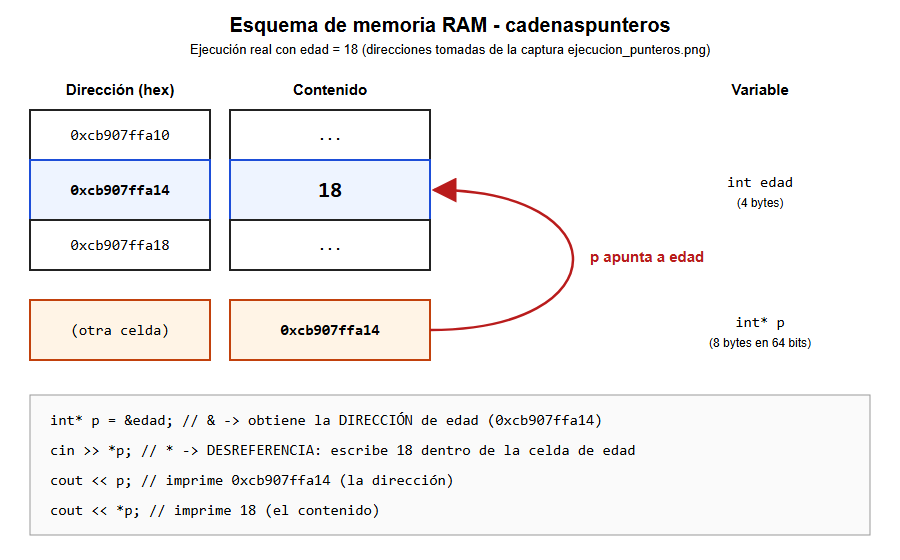 Esquema de memoria RAM - cadenaspunteros
Ejecución real con edad = 18 (direcciones tomadas de la captura ejecucion_punteros.png)
Dirección (hex) Contenido Variable
0xcb907ffa10 ...
0xcb907ffa14 18 int edad
(4 bytes)
0xcb907ffa18 ...
p apunta a edad
(otra celda) 0xcb907ffa14 int* p
(8 bytes en 64 bits)
int* p = &edad; // & -> obtiene la DIRECCIÓN de edad (0xcb907ffa14)
cin >> *p; // * -> DESREFERENCIA: escribe 18 dentro de la celda de edad
cout << p; // imprime 0xcb907ffa14 (la dirección)
cout << *p; // imprime 18 (el contenido)